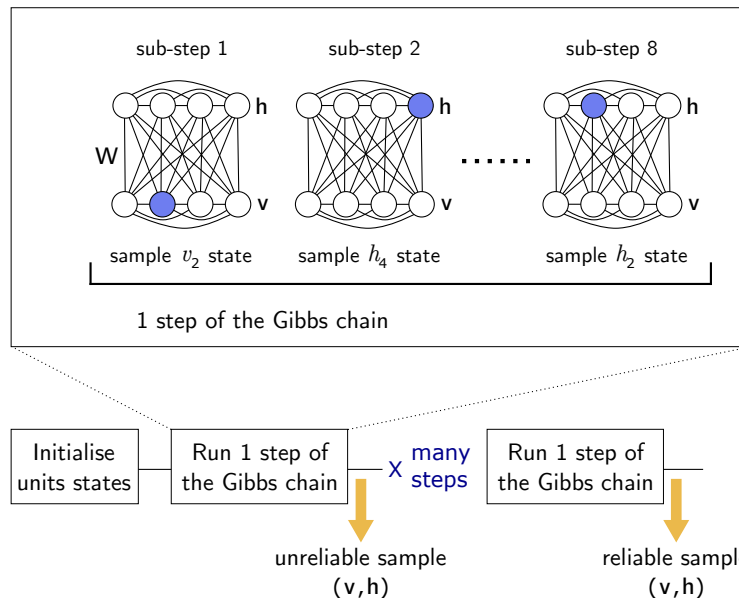 sub-step 1
sub-step 2
sub-step 8
h
h
h
W
......
v
v
v
sample v2 state
sample h4 state
sample h2 state
1 step of the Gibbs chain
Initialise
units states
Run 1 step of
the Gibbs chain
X many
steps
Run 1 step of
the Gibbs chain
unreliable sample
(v,h)
reliable sampl
(v,h)